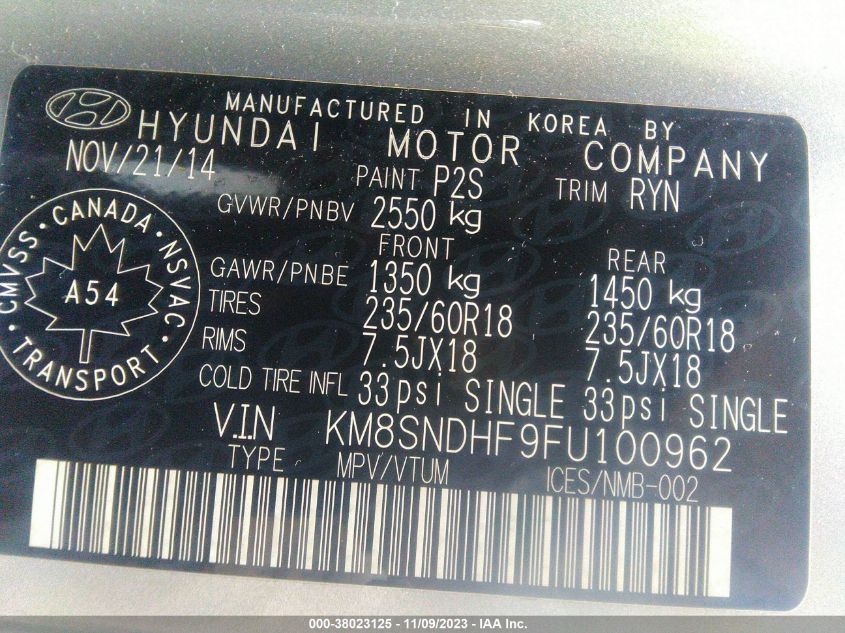 MANUFACTURED IN KOREA BY
HYUNDAI MOTOR COMPANY
NOV/21/14 PAINT P2S TRIM RYN
GVWR/PNBV 2550 kg
FRONT REAR
GAWR/PNBE 1350 kg 1450 kg
TIRES 235/60R18 235/60R18
RIMS 7.5JX18 7.5JX18
COLD TIRE INFL 33psi SINGLE 33psi SINGLE
V.I.N KM8SNDHF9FU100962
TYPE MPV/VTUM ICES/NMB-002
CMVSS · CANADA · NSVAC
A54
· TRANSPORT ·
000-38023125 - 11/09/2023 - IAA Inc.